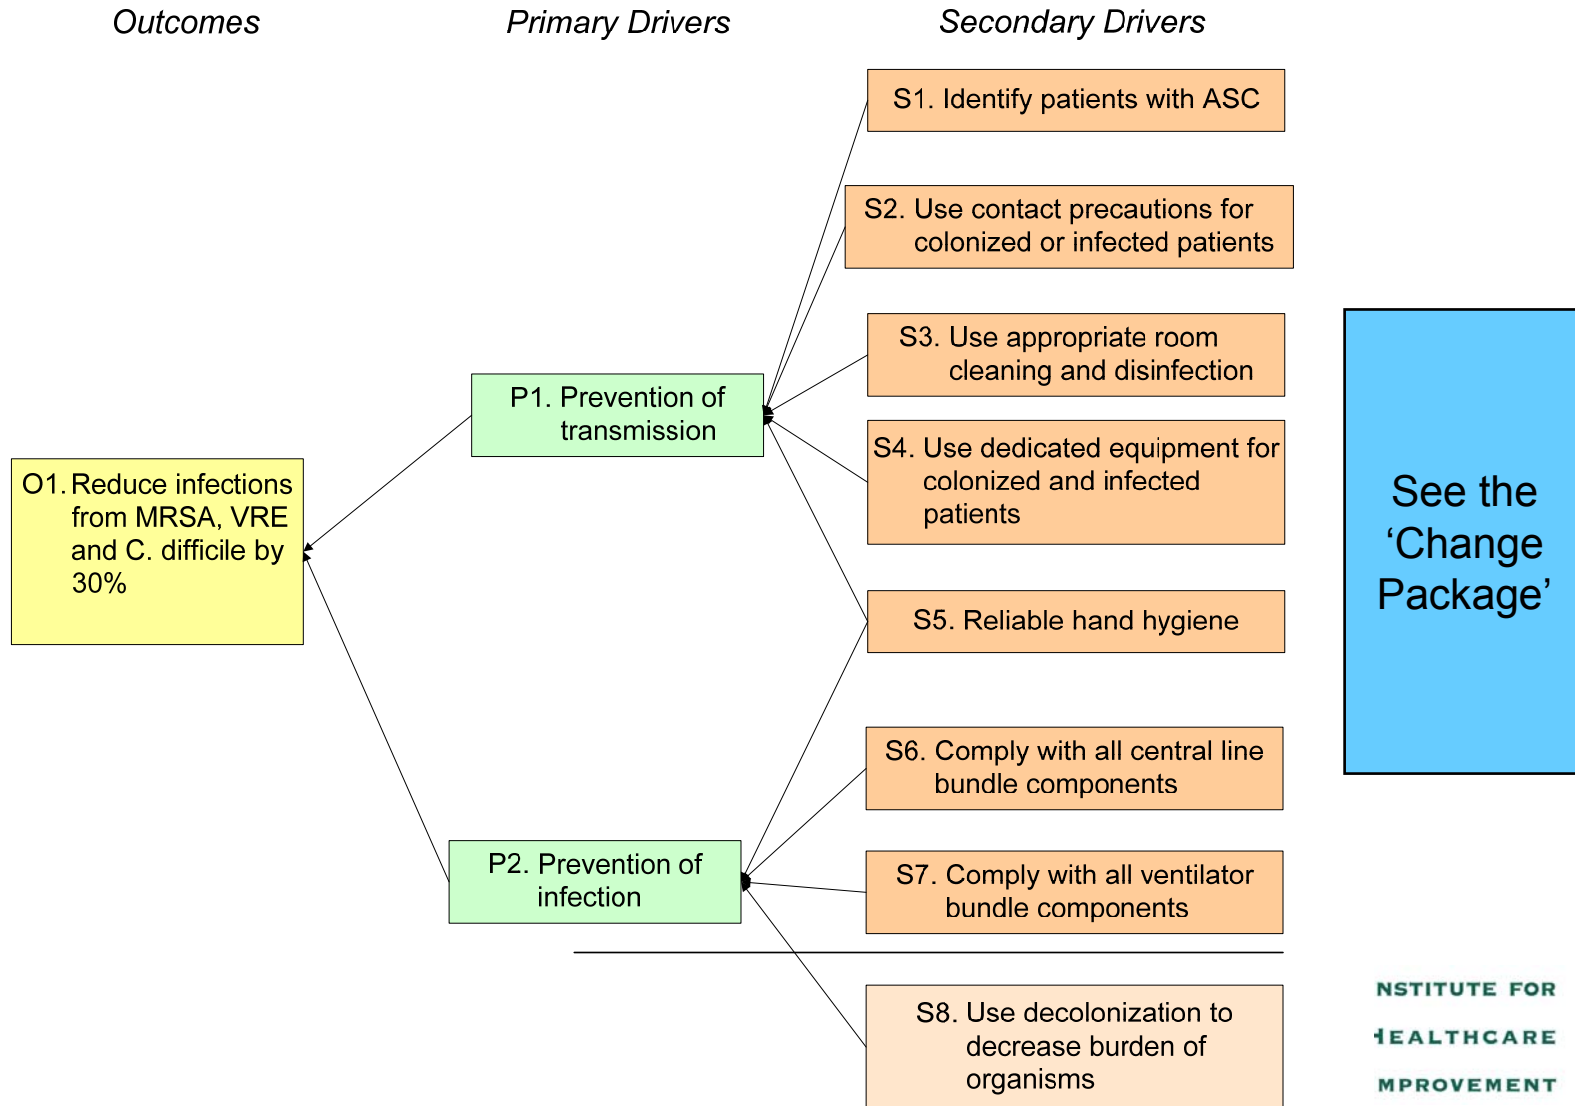 Outcomes
Primary Drivers
Secondary Drivers
S1. Identify patients with ASC
S2. Use contact precautions for
colonized or infected patients
S3. Use appropriate room
cleaning and disinfection
P1. Prevention of
transmission
S4. Use dedicated equipment for
colonized and infected
patients
O1. Reduce infections
from MRSA, VRE
and C. difficile by
30%
See the
‘Change
Package’
S5. Reliable hand hygiene
S6. Comply with all central line
bundle components
P2. Prevention of
infection
S7. Comply with all ventilator
bundle components
S8. Use decolonization to
decrease burden of
organisms
NSTITUTE FOR
HEALTHCARE
MPROVEMENT